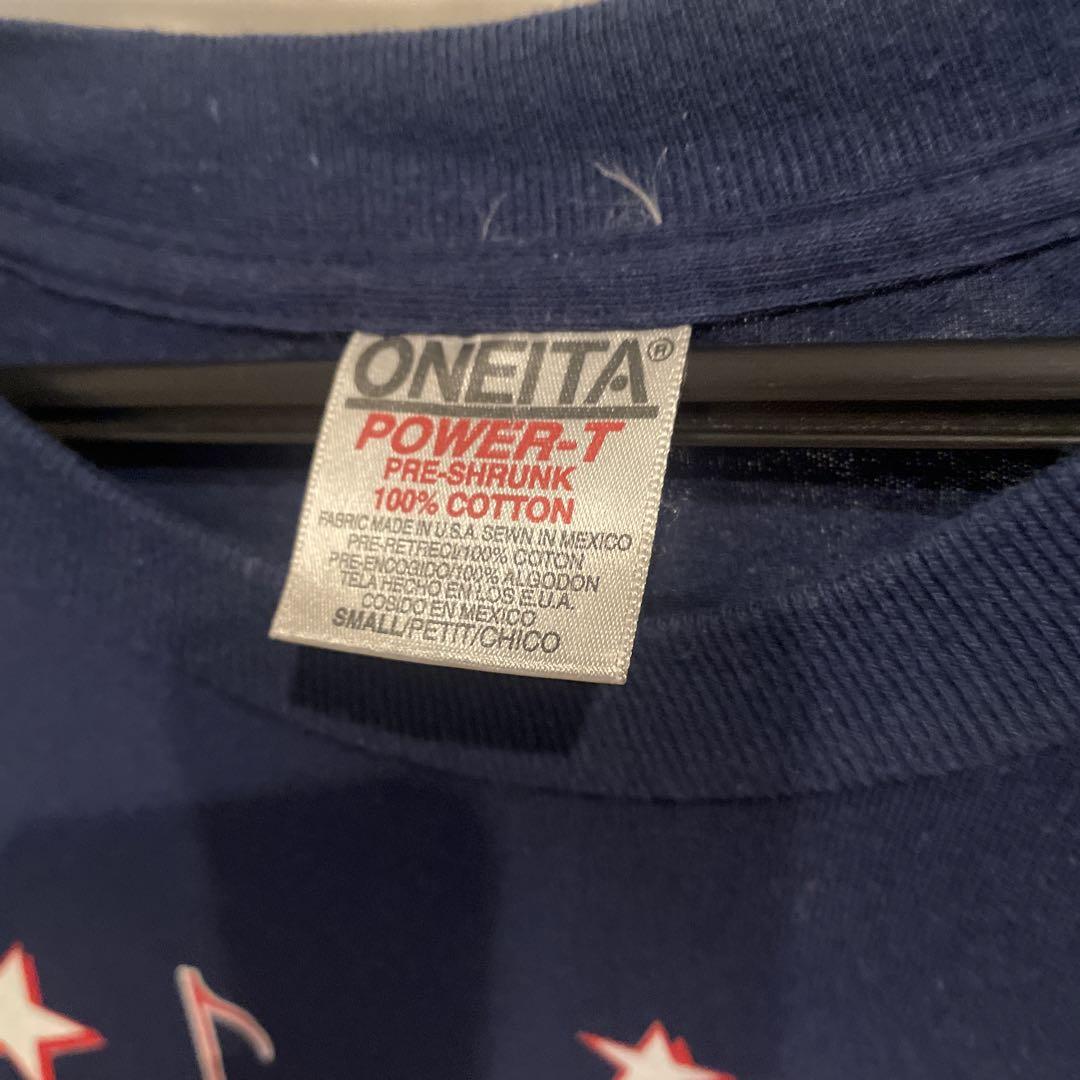 ONEITA®
POWER-T
PRE-SHRUNK
100% COTTON
FABRIC MADE IN U.S.A. SEWN IN MEXICO
PRE-RETRECI/100% COTON
PRE-ENCOGIDO/100% ALGODON
TELA HECHO EN LOS E.U.A.
COSIDO EN MEXICO
SMALL/PETIT/CHICO